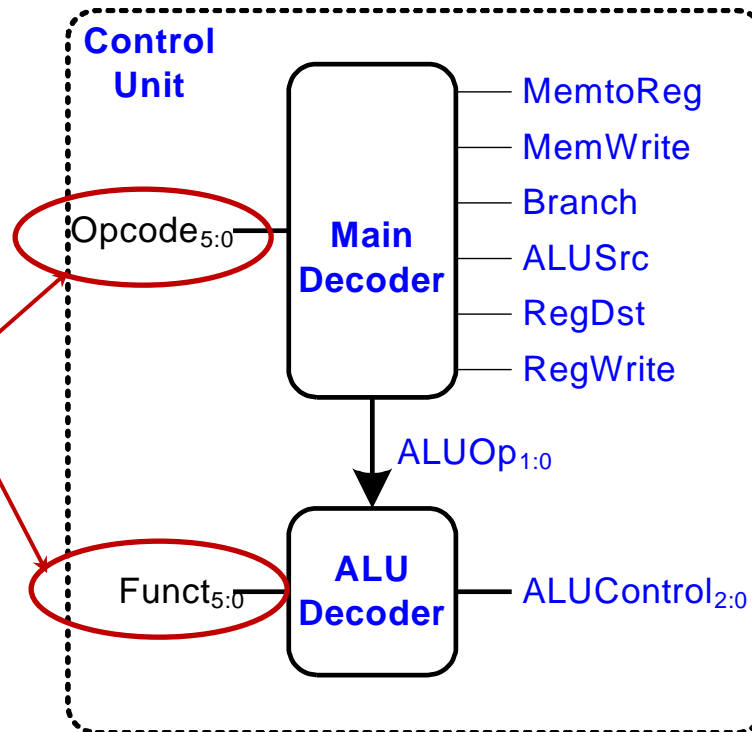 Control
Unit
MemtoReg
MemWrite
Branch
ALUSrc
RegDst
RegWrite
Opcode5:0
Main
Decoder
ALUOp1:0
Funct5:0
ALU
Decoder
ALUControl2:0